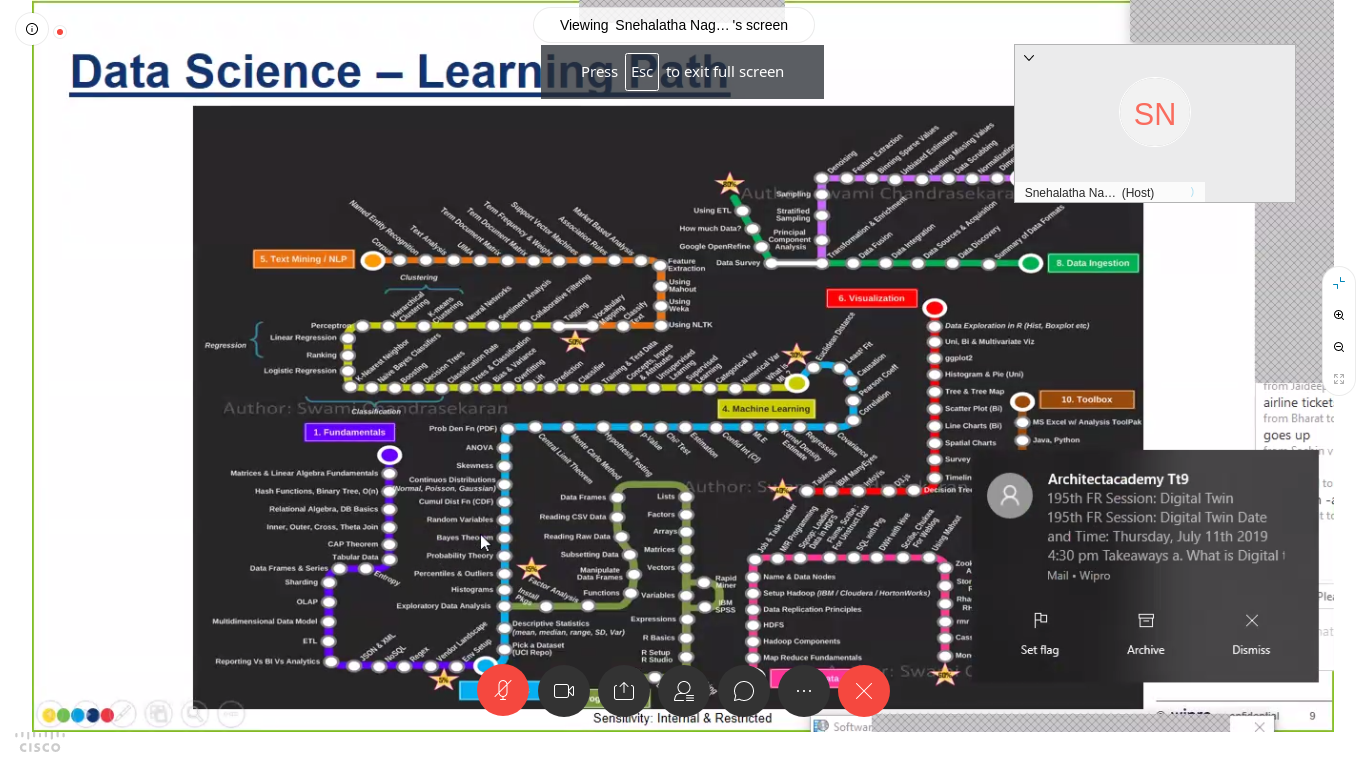 Viewing Snehalatha Nag… 's screen
Data Science – Learning Path
Press Esc to exit full screen
SN
Snehalatha Na… (Host)
Author: Swami Chandrasekaran
Denoising
Feature Extraction
Binning Sparse Values
Unbiased Estimators
Handling Missing Values
Data Scrubbing
Normalization
Sampling
Stratified
Sampling
Principal
Component
Analysis
Using ETL
How much Data?
Google OpenRefine
Data Survey
Transformation & Enrichment
Data Fusion
Data Integration
Data Sources & Acquisition
Data Discovery
Summary of Data Formats
8. Data Ingestion
5. Text Mining / NLP
Corpus
Named Entity Recognition
Text Analysis
UIMA
Term Document Matrix
Term Frequency & Weight
Support Vector Machines
Association Rules
Market Based Analysis
Feature
Extraction
Using
Mahout
Using
Weka
Using NLTK
Clustering
Hierarchical
Clustering
K-means
Clustering
Neural Networks
Sentiment Analysis
Collaborative Filtering
Tagging
Vocabulary
Mapping
Classify
Text
Regression
Perceptron
Linear Regression
Ranking
Logistic Regression
K-Nearest Neighbor
Naive Bayes Classifiers
Boosting
Decision Trees
Classification Rate
Trees & Classification
Bias & Variance
Overfitting
Lift
Prediction
Classifier
Training & Test Data
Concepts, Inputs
& Attributes
Unsupervised
Learning
Supervised
Learning
Categorical Var
Numerical Var
What is
ML?
Euclidean Distance
Least Fit
Causation
Pearson Coeff
Correlation
Covariance
Classification
Author: Swami Chandrasekaran
4. Machine Learning
6. Visualization
Data Exploration in R (Hist, Boxplot etc)
Uni, Bi & Multivariate Viz
ggplot2
Histogram & Pie (Uni)
Tree & Tree Map
Scatter Plot (Bi)
Line Charts (Bi)
Spatial Charts
Survey
Timeline
Decision Tree
10. Toolbox
MS Excel w/ Analysis ToolPak
Java, Python
1. Fundamentals
Matrices & Linear Algebra Fundamentals
Hash Functions, Binary Tree, O(n)
Relational Algebra, DB Basics
Inner, Outer, Cross, Theta Join
CAP Theorem
Tabular Data
Entropy
Data Frames & Series
Sharding
OLAP
Multidimensional Data Model
ETL
Reporting Vs BI Vs Analytics
JSON & XML
NoSQL
Regex
Vendor Landscape
Env Setup
Prob Den Fn (PDF)
ANOVA
Skewness
Continuos Distributions
(Normal, Poisson, Gaussian)
Cumul Dist Fn (CDF)
Random Variables
Bayes Theorem
Probability Theory
Percentiles & Outliers
Histograms
Exploratory Data Analysis
Descriptive Statistics
(mean, median, range, SD, Var)
Pick a Dataset
(UCI Repo)
Central Limit Theorem
Monter Carlo Method
Hypothesis Testing
p-Value
Chi² Test
Estimation
Confid Int (CI)
MLE
Kernel Density
Estimate
Regression
Data Frames
Reading CSV Data
Reading Raw Data
Subsetting Data
Manipulate
Data Frames
Functions
Factor Analysis
Install
Pkgs
Lists
Factors
Arrays
Matrices
Vectors
Variables
Expressions
R Basics
R Setup
R Studio
Rapid
Miner
IBM
SPSS
Tableau
IBM ManyEyes
InfoVis
D3.js
Job & Task Tracker
M/R Programming
Sqoop: Loading
Data in HDFS
Flume, Scribe:
For Unstruct Data
SQL with Pig
DWH with Hive
Scribe, Chukwa
For Weblog
Using Mahout
Name & Data Nodes
Setup Hadoop (IBM / Cloudera / HortonWorks)
Data Replication Principles
HDFS
Hadoop Components
Map Reduce Fundamentals
rmr
airline ticket
from Bharat to
goes up
Architectacademy Tt9
195th FR Session: Digital Twin
195th FR Session: Digital Twin Date
and Time: Thursday, July 11th 2019
4:30 pm Takeaways a. What is Digital
Mail • Wipro
Set flag
Archive
Dismiss
Sensitivity: Internal & Restricted
9
CISCO